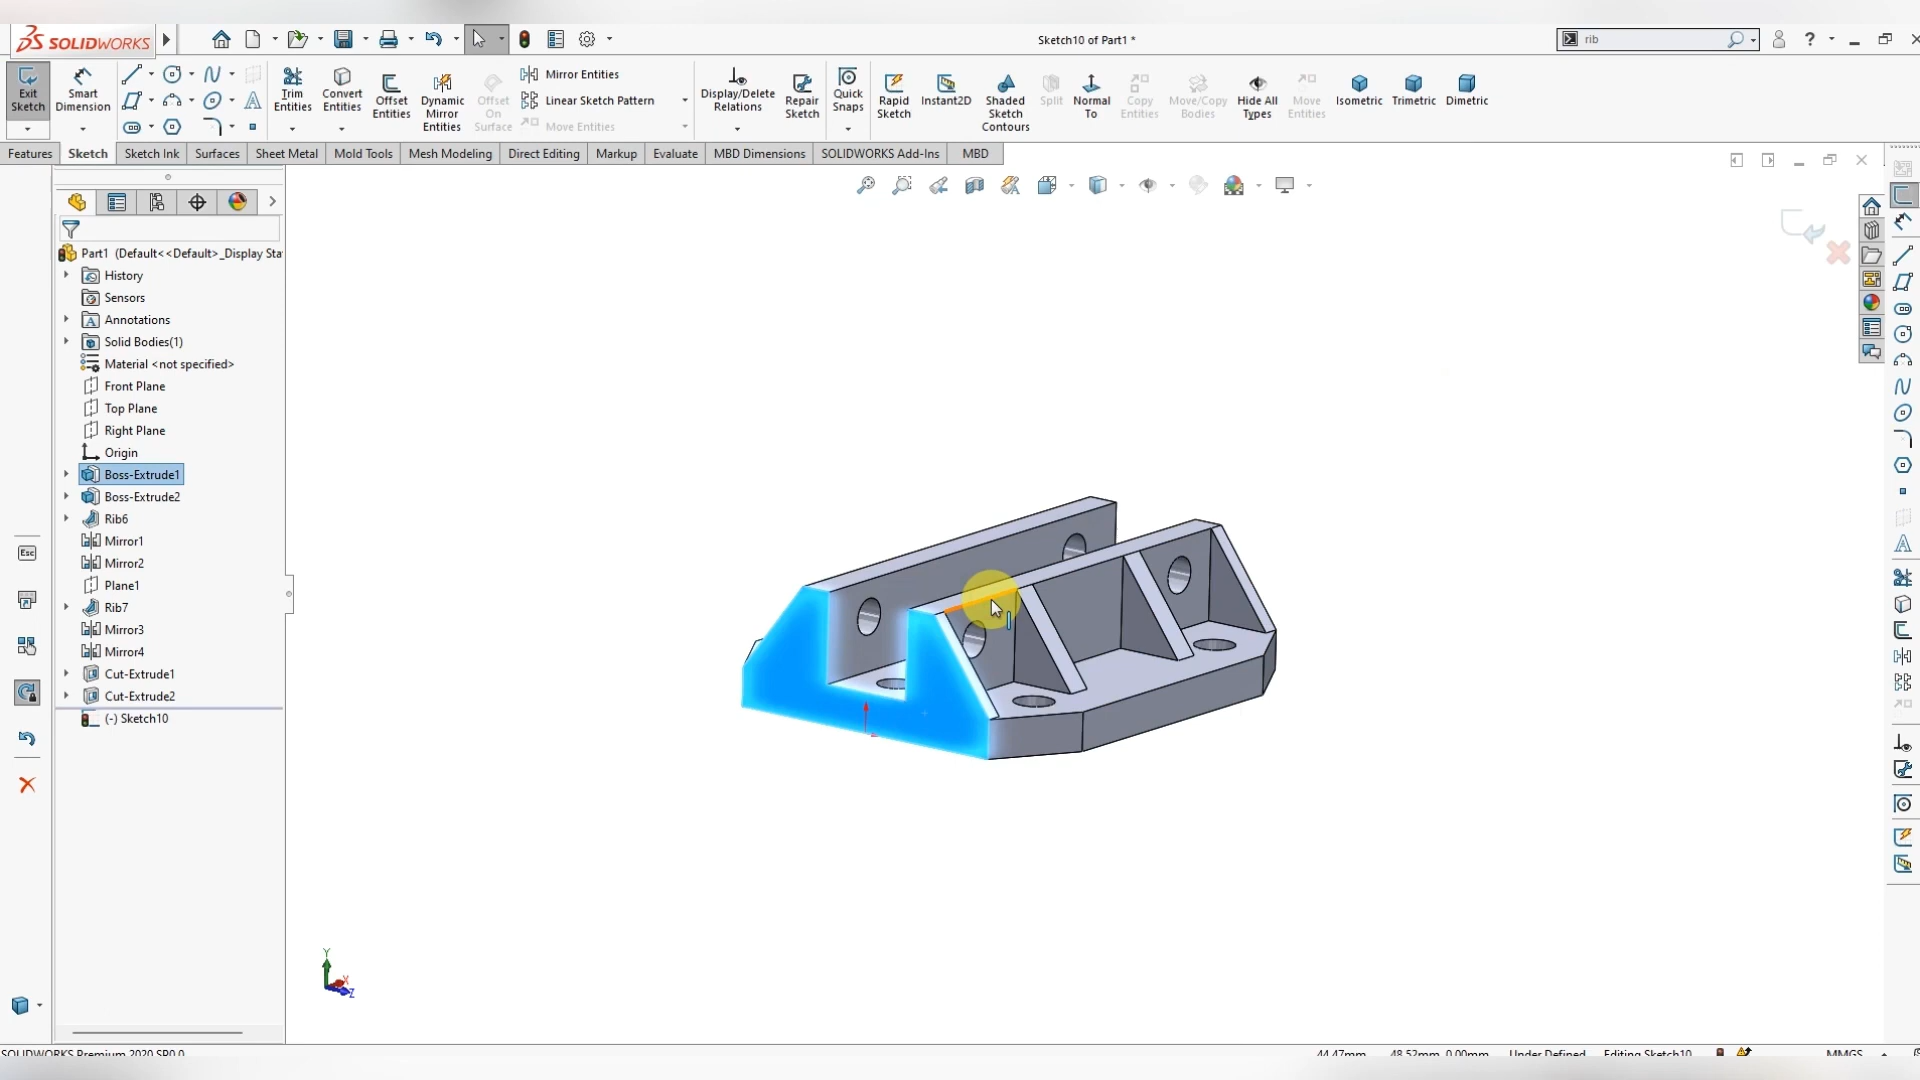 SOLIDWORKS
Sketch10 of Part1 *
rib
Exit Sketch
Smart Dimension
Trim Entities
Convert Entities
Offset Entities
Dynamic Mirror Entities
Offset On Surface
Mirror Entities
Linear Sketch Pattern
Move Entities
Display/Delete Relations
Repair Sketch
Quick Snaps
Rapid Sketch
Instant2D
Shaded Sketch Contours
Split
Normal To
Copy Entities
Move/Copy Bodies
Hide All Types
Move Entities
Isometric
Trimetric
Dimetric
Features
Sketch
Sketch Ink
Surfaces
Sheet Metal
Mold Tools
Mesh Modeling
Direct Editing
Markup
Evaluate
MBD Dimensions
SOLIDWORKS Add-Ins
MBD
Part1 (Default<<Default>_Display Sta
History
Sensors
Annotations
Solid Bodies(1)
Material <not specified>
Front Plane
Top Plane
Right Plane
Origin
Boss-Extrude1
Boss-Extrude2
Rib6
Mirror1
Mirror2
Plane1
Rib7
Mirror3
Mirror4
Cut-Extrude1
Cut-Extrude2
(-) Sketch10
Esc
Y
X
Z
SOLIDWORKS Premium 2020 SP0.0
44.47mm
48.52mm
0.00mm
Under Defined
Editing Sketch10
MMGS